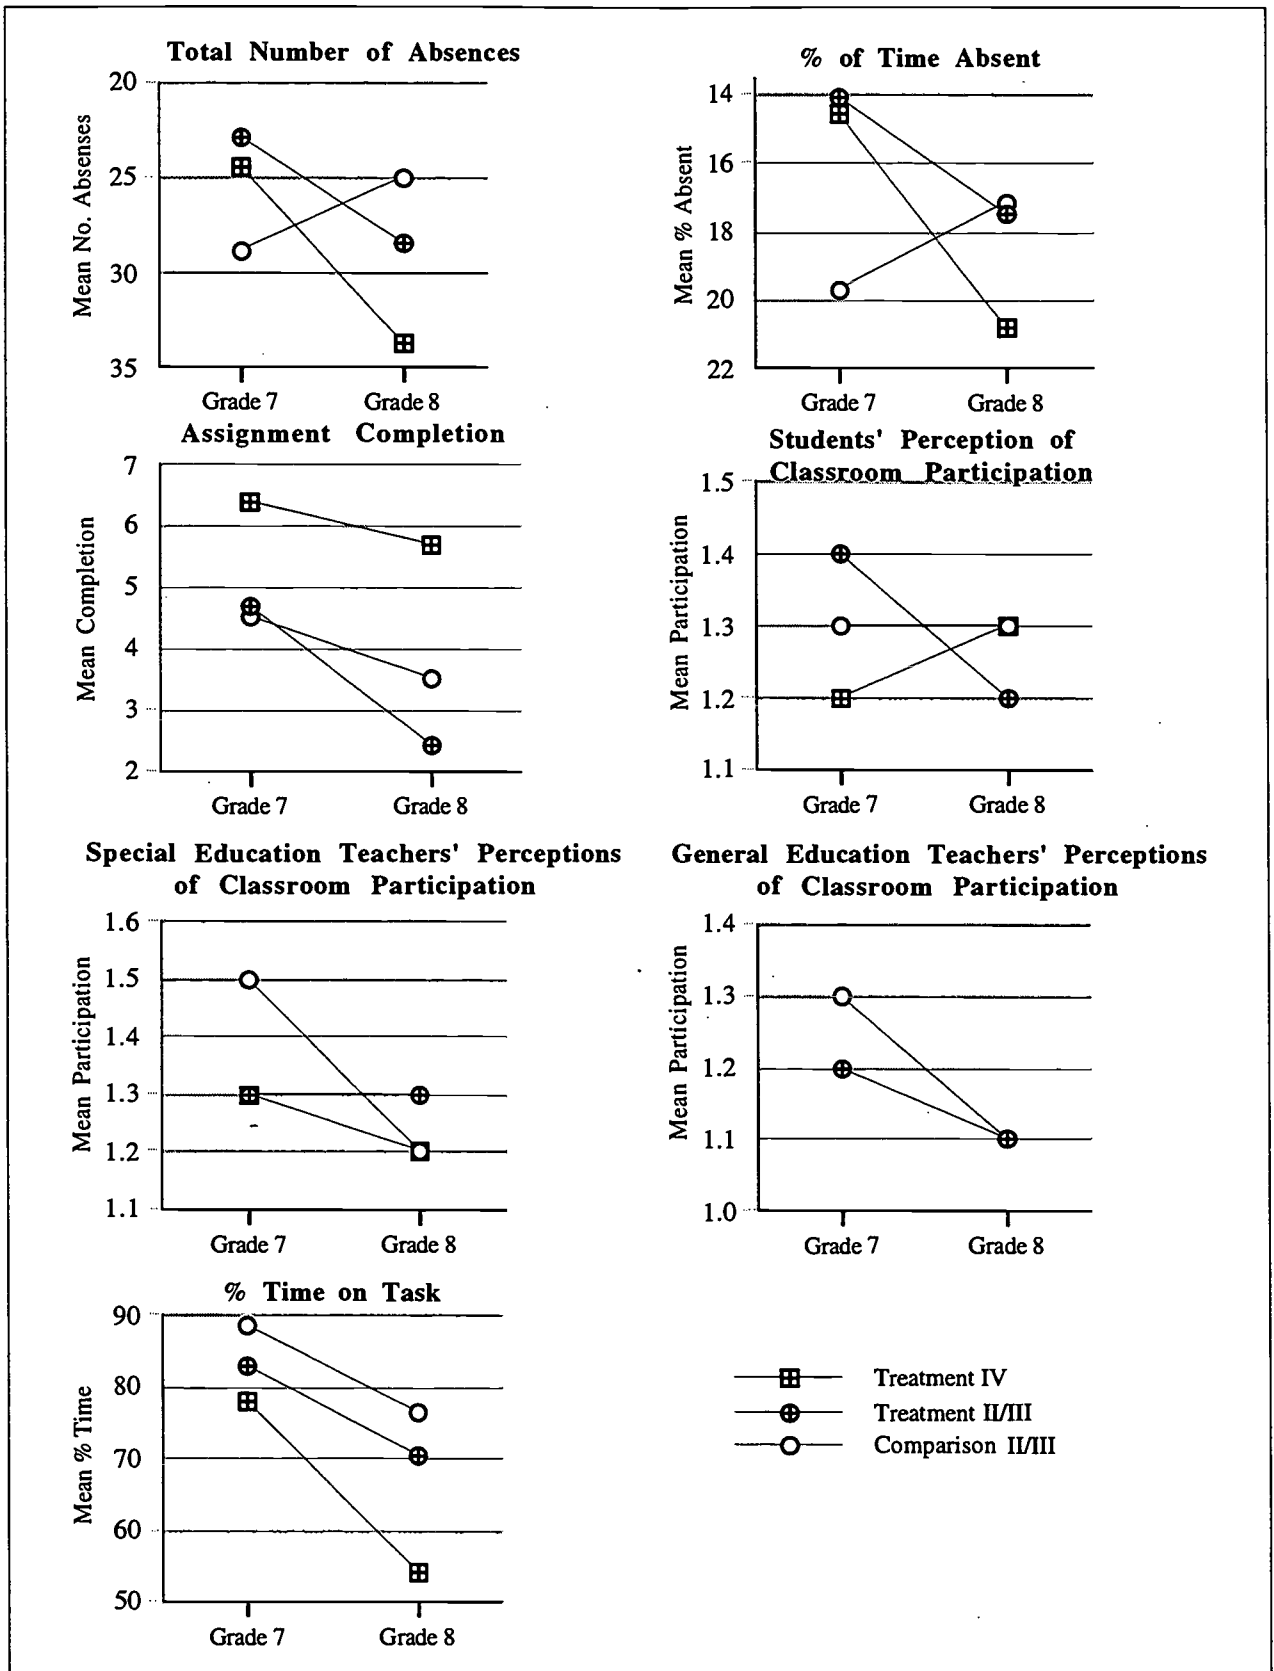 Total Number of Absences
20
25
30
35
Mean No. Absenses
Grade 7 Grade 8
% of Time Absent
14
16
18
20
22
Mean % Absent
Grade 7 Grade 8
Assignment Completion
7
6
5
4
3
2
Mean Completion
Grade 7 Grade 8
Students' Perception of
Classroom Participation
1.5
1.4
1.3
1.2
1.1
Mean Participation
Grade 7 Grade 8
Special Education Teachers' Perceptions
of Classroom Participation
1.6
1.5
1.4
1.3
1.2
1.1
Mean Participation
Grade 7 Grade 8
General Education Teachers' Perceptions
of Classroom Participation
1.4
1.3
1.2
1.1
1.0
Mean Participation
Grade 7 Grade 8
% Time on Task
90
80
70
60
50
Mean % Time
Grade 7 Grade 8
Treatment IV
Treatment II/III
Comparison II/III